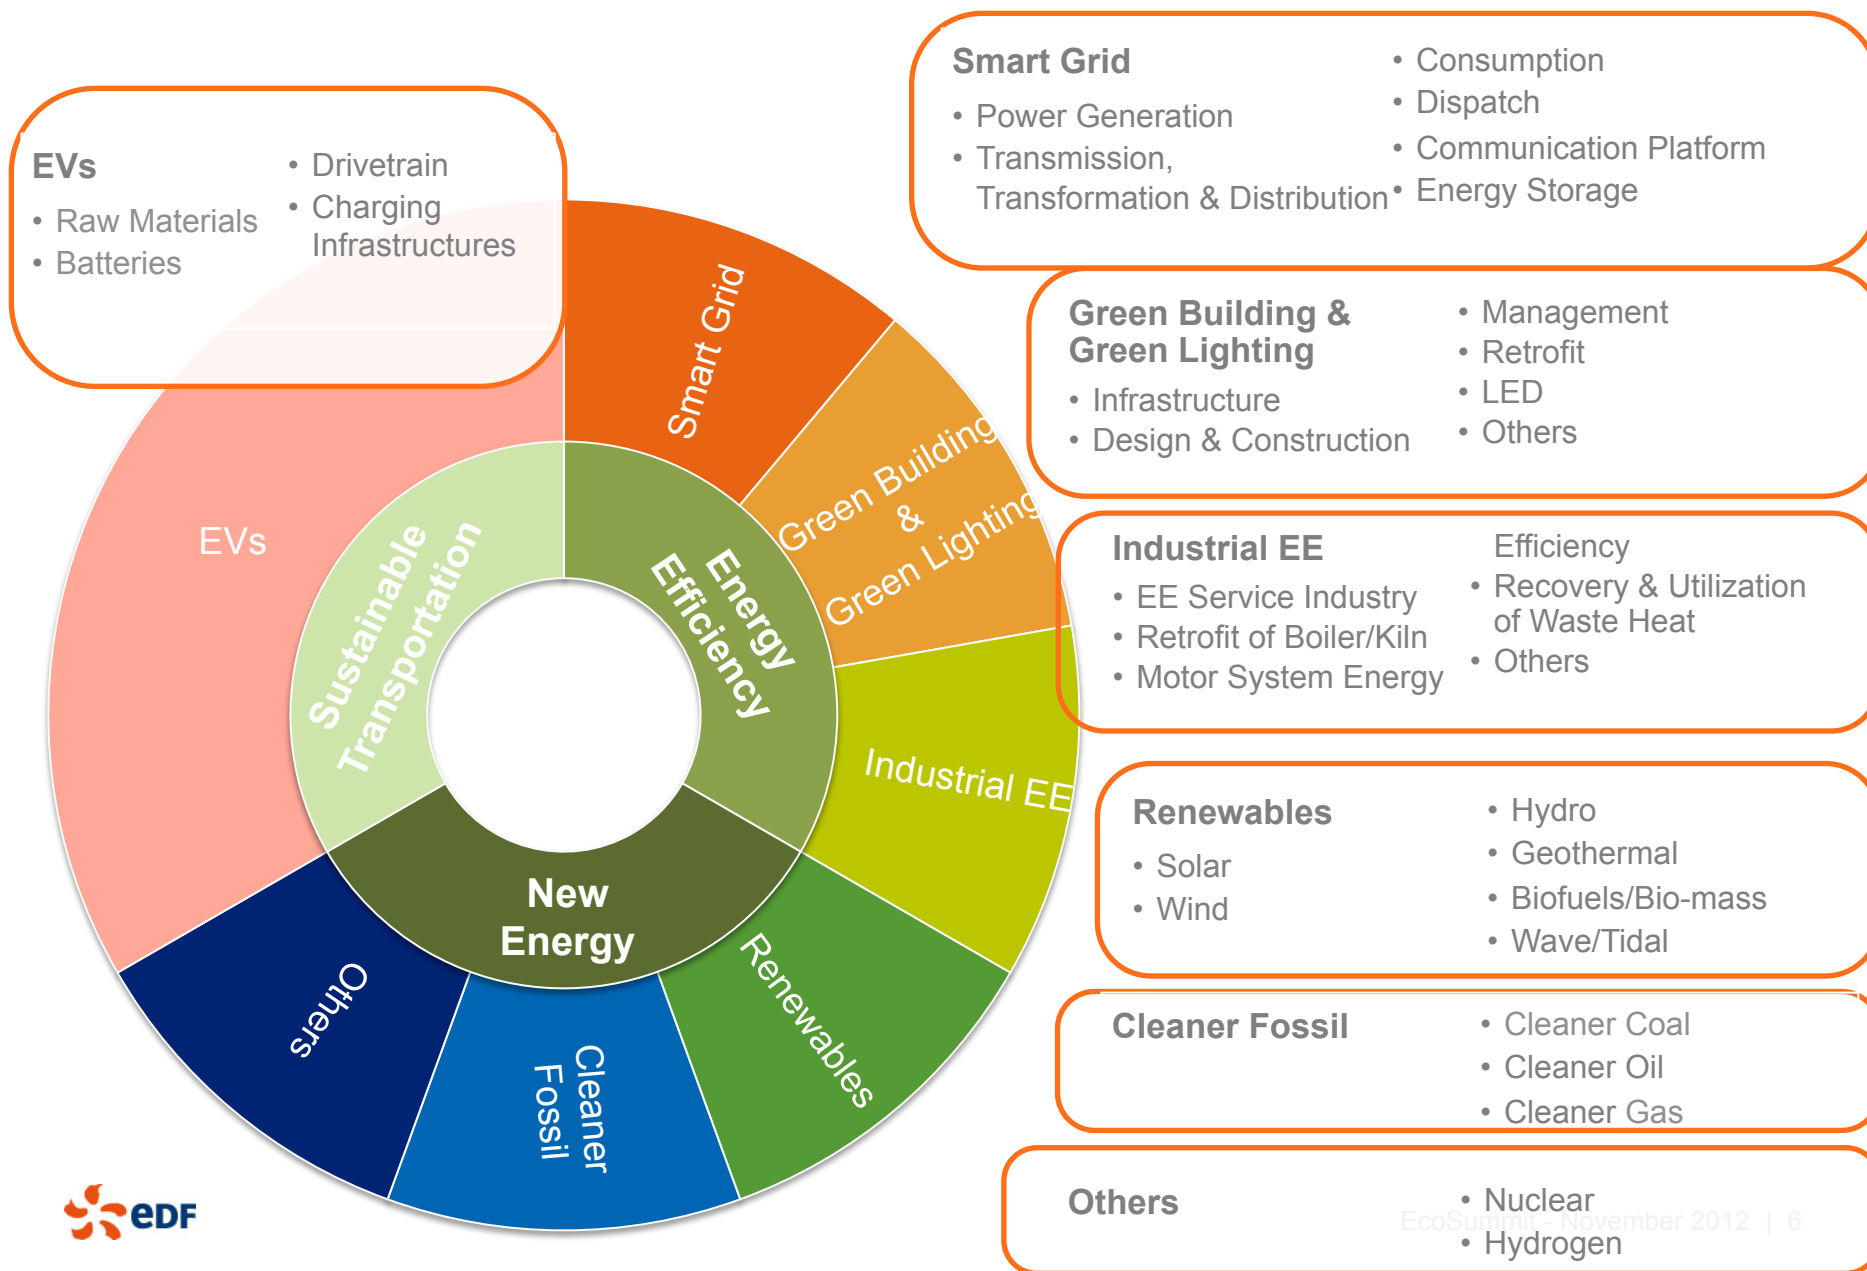 EVs
• Raw Materials
• Batteries
• Drivetrain
• Charging
Infrastructures
Smart Grid
• Power Generation
• Transmission,
Transformation & Distribution
• Consumption
• Dispatch
• Communication Platform
• Energy Storage
Green Building &
Green Lighting
• Infrastructure
• Design & Construction
• Management
• Retrofit
• LED
• Others
Industrial EE
• EE Service Industry
• Retrofit of Boiler/Kiln
• Motor System Energy
Efficiency
• Recovery & Utilization
of Waste Heat
• Others
Renewables
• Solar
• Wind
• Hydro
• Geothermal
• Biofuels/Bio-mass
• Wave/Tidal
Cleaner Fossil
• Cleaner Coal
• Cleaner Oil
• Cleaner Gas
Others
• Nuclear
• Hydrogen
Smart Grid
Green Building
&
Green Lighting
Industrial EE
Renewables
Cleaner
Fossil
Others
EVs
Sustainable
Transportation
Energy
Efficiency
New
Energy
eDF
EcoSummit - November 2012 | 6